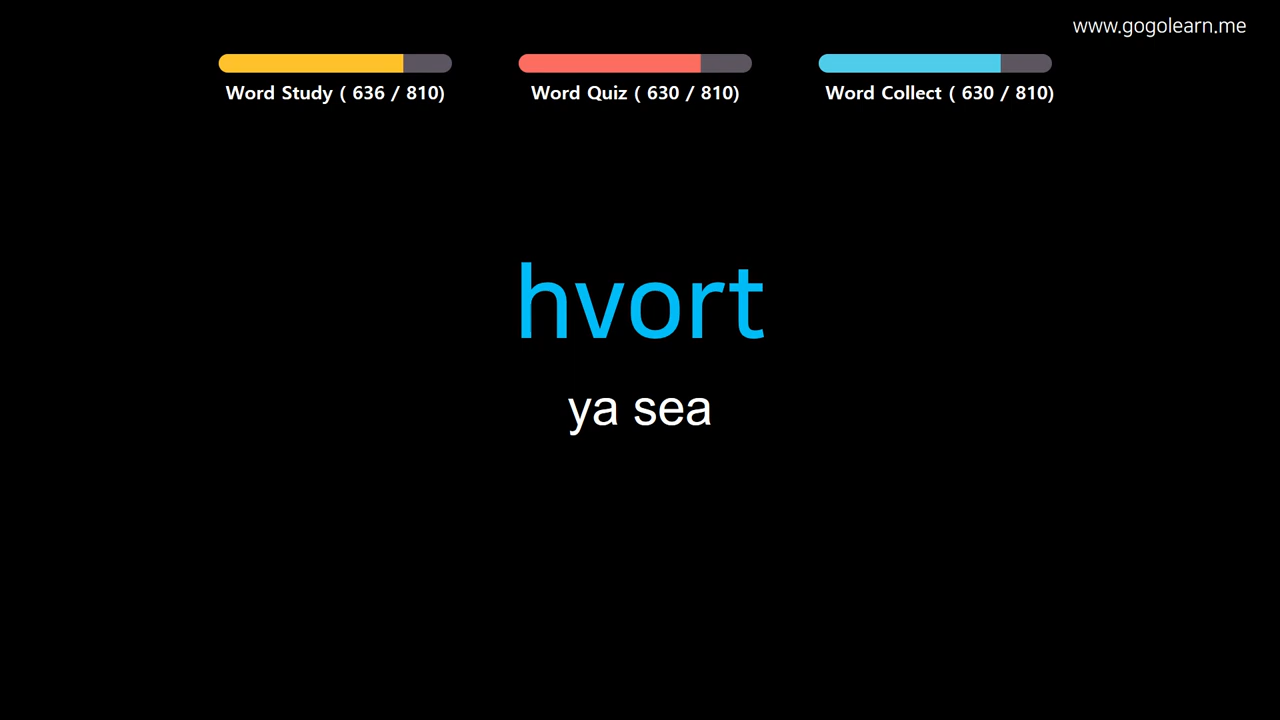 www.gogolearn.me
Word Study ( 636 / 810)
Word Quiz ( 630 / 810)
Word Collect ( 630 / 810)
hvort
ya sea